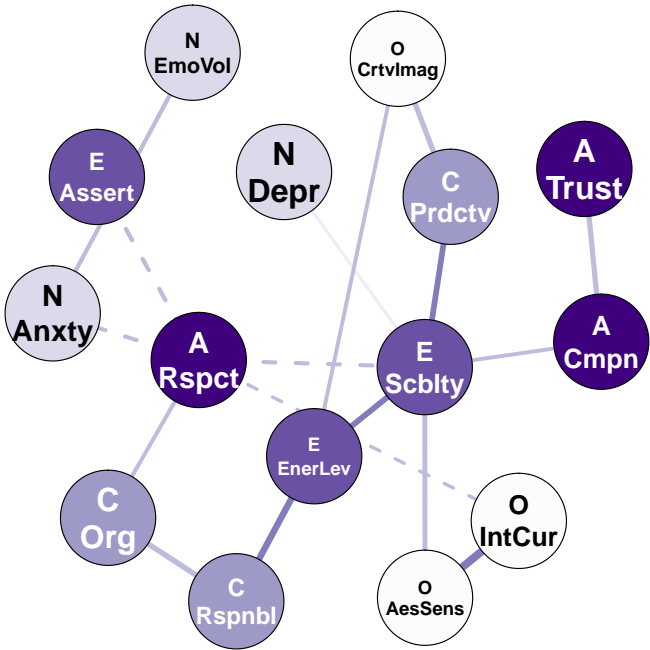 N
EmoVol
O
CrtvImag
E
Assert
N
Depr
C
Prdctv
A
Trust
N
Anxty
A
Rspct
E
Scblty
A
Cmpn
E
EnerLev
C
Org
O
IntCur
C
Rspnbl
O
AesSens